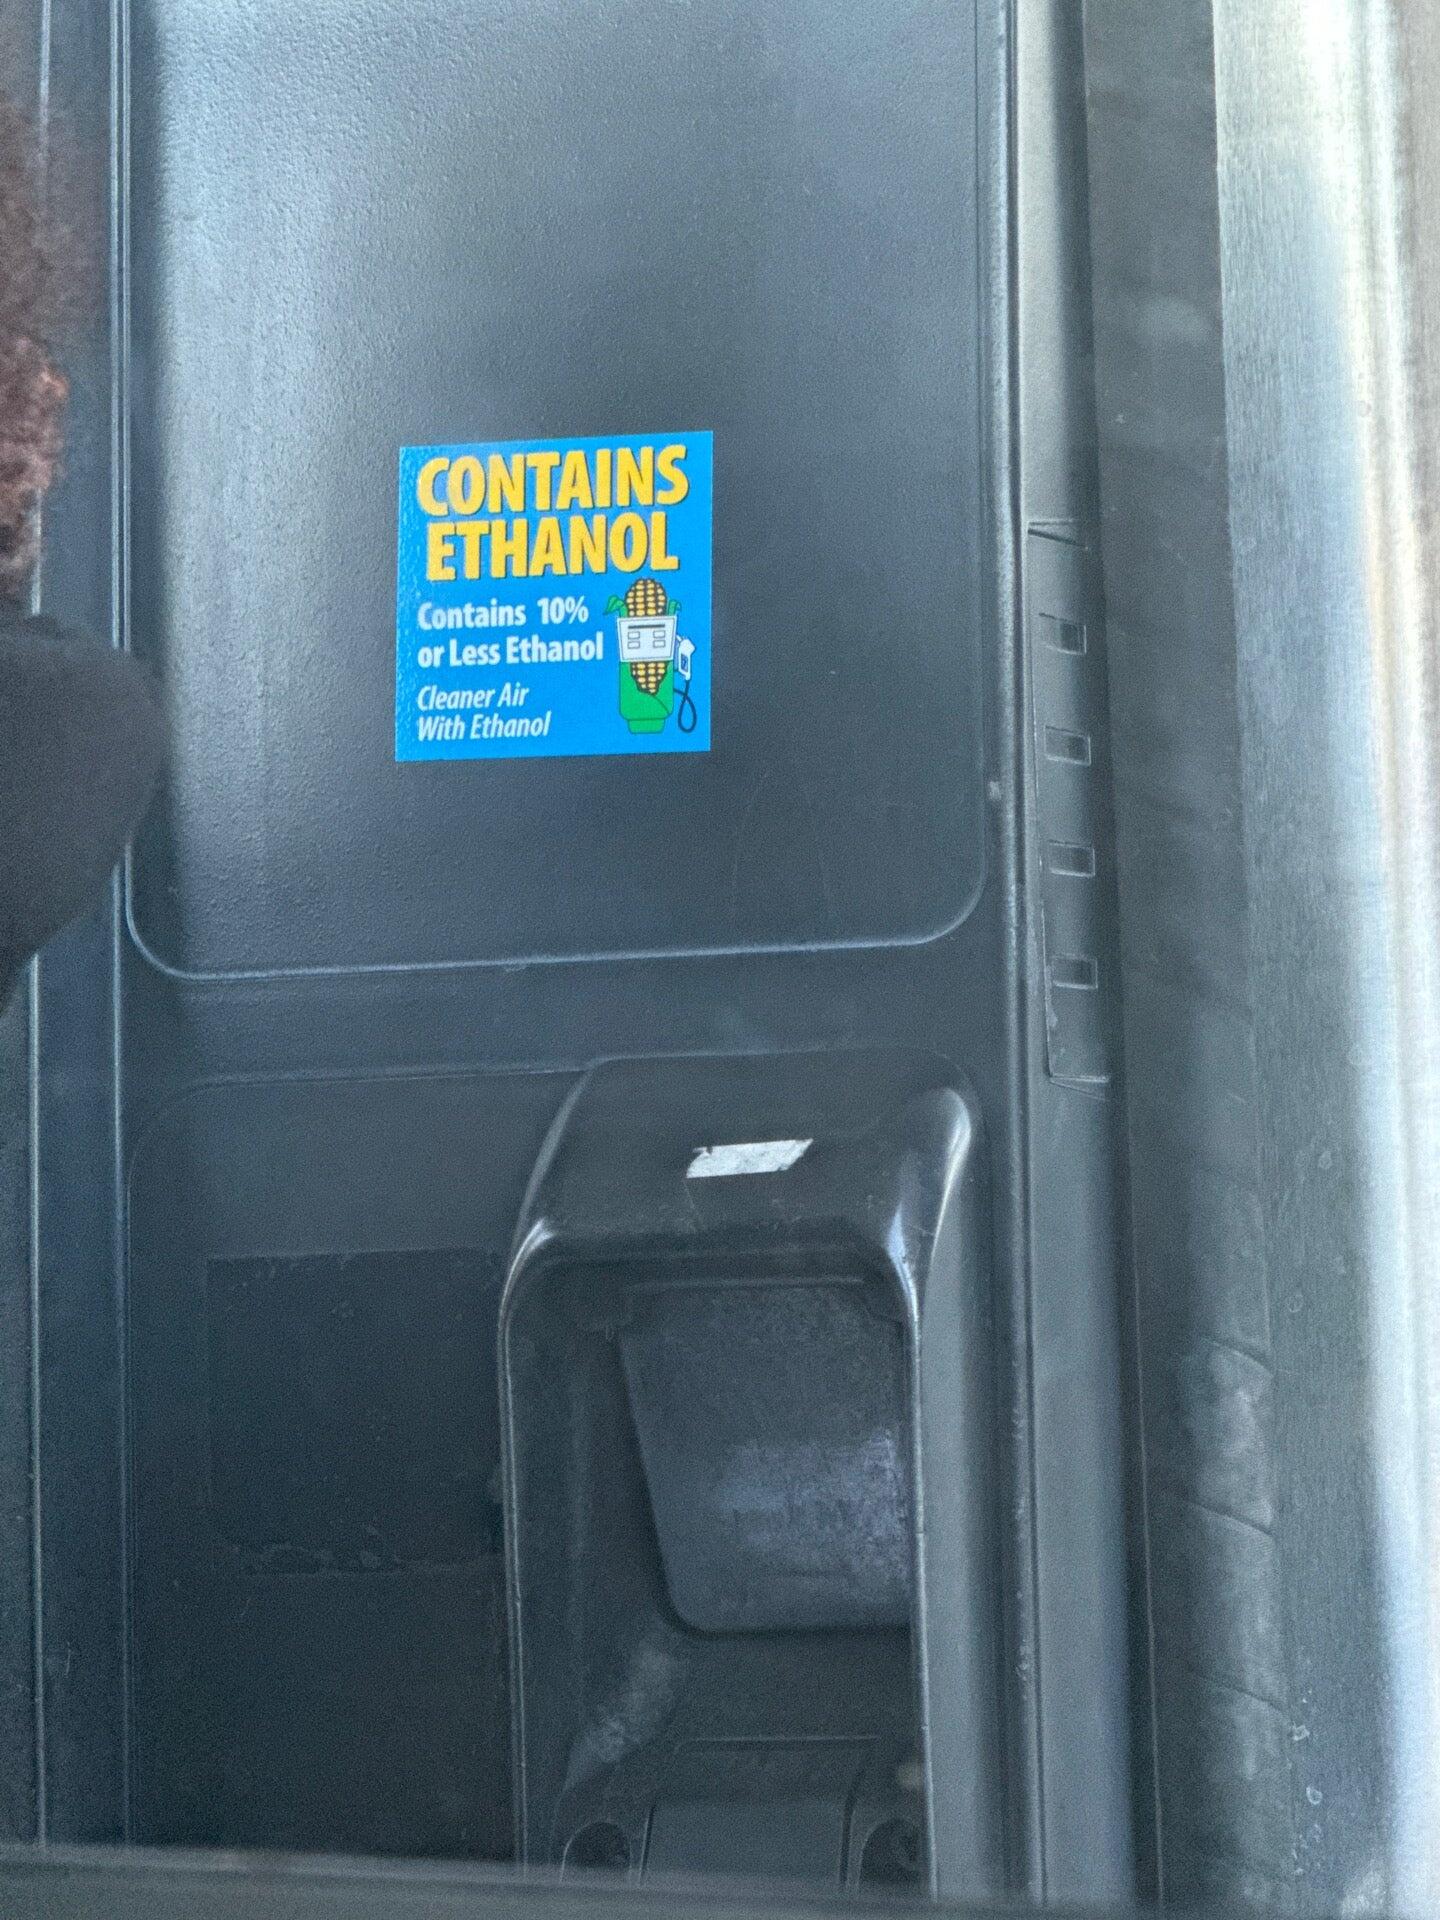 CONTAINS
ETHANOL
Contains 10%
or Less Ethanol
Cleaner Air
With Ethanol